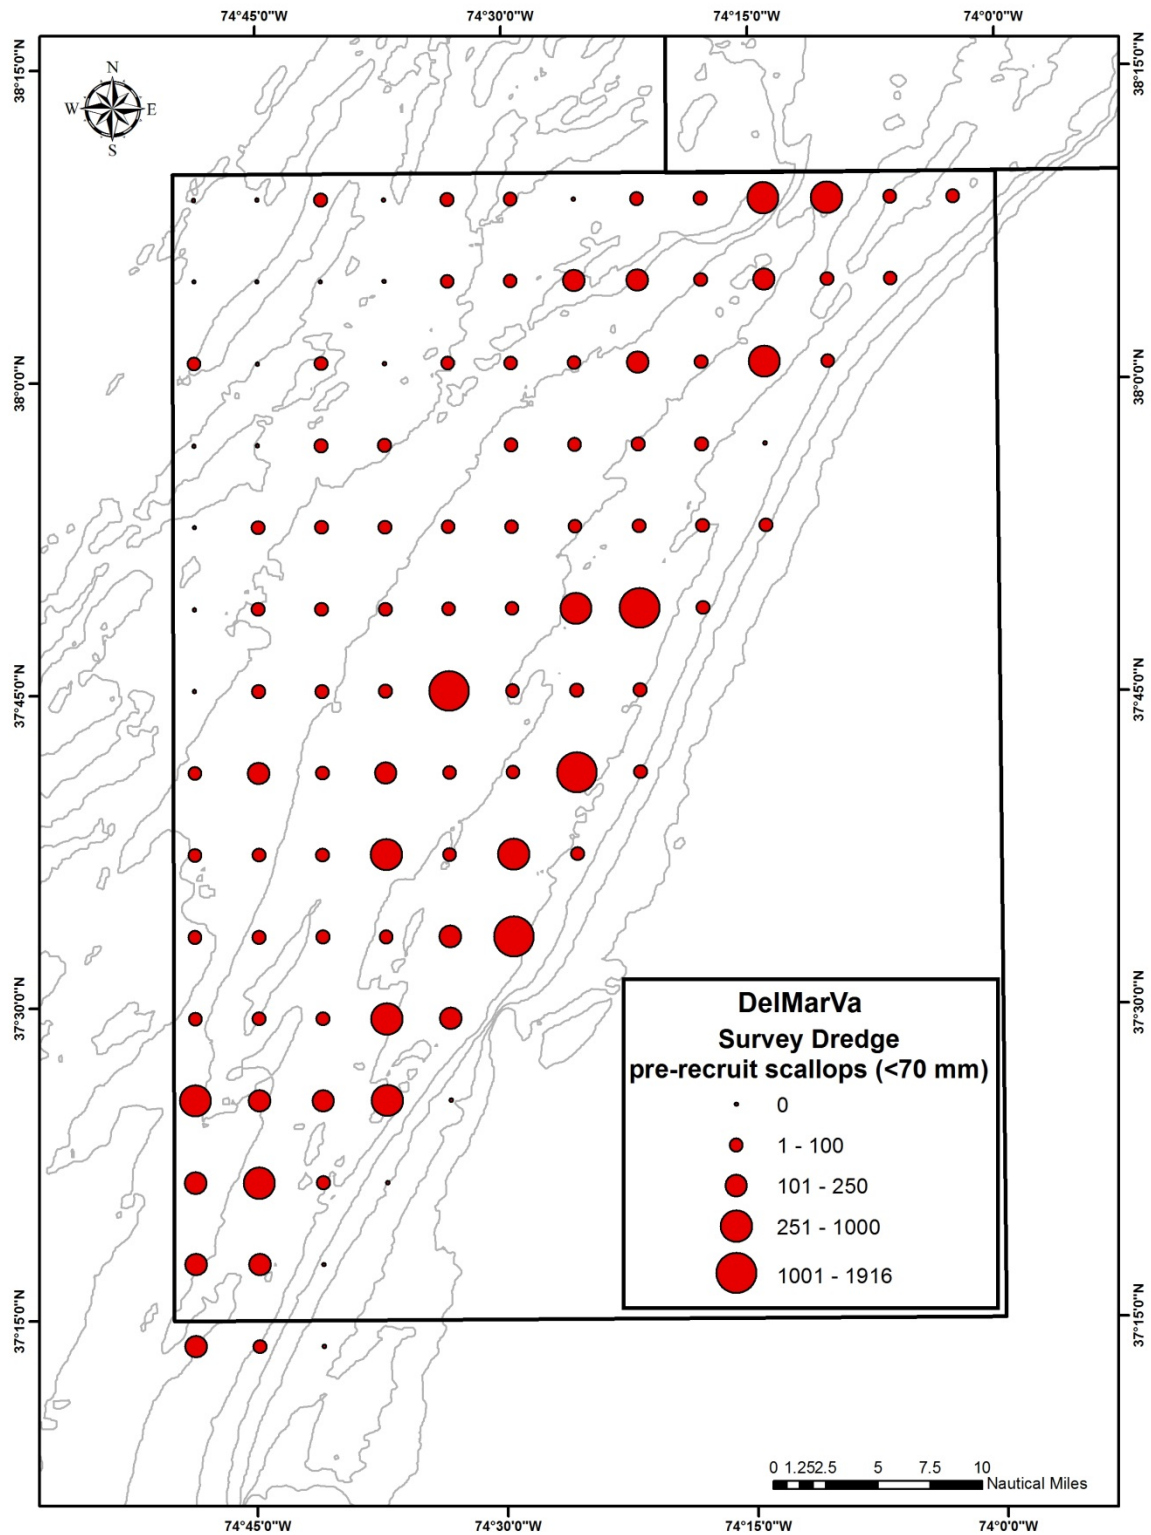 74°45'0"W 74°30'0"W 74°15'0"W 74°0'0"W
38°15'0"N 38°15'0"N
N
W E
S
38°0'0"N 38°0'0"N
37°45'0"N 37°45'0"N
37°30'0"N 37°30'0"N
DelMarVa
Survey Dredge
pre-recruit scallops (<70 mm)
0
1 - 100
101 - 250
251 - 1000
1001 - 1916
37°15'0"N 37°15'0"N
0 1.252.5 5 7.5 10
Nautical Miles
74°45'0"W 74°30'0"W 74°15'0"W 74°0'0"W